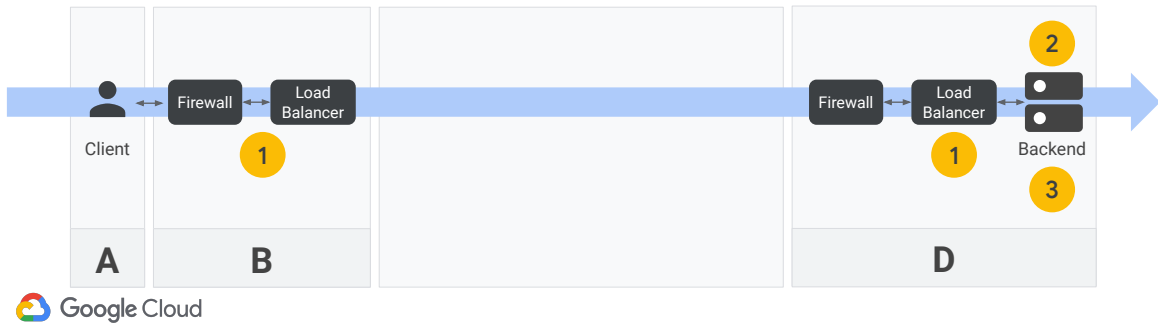 2
Firewall
Load
Balancer
Firewall
Load
Balancer
Client
1
1
Backend
3
A
B
D
Google Cloud